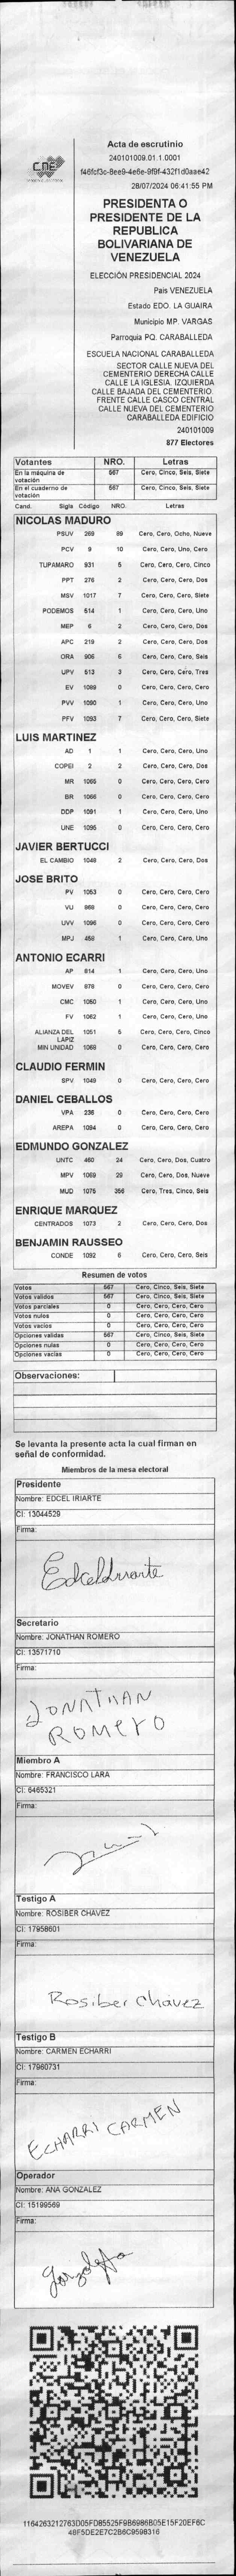 CNE
Acta de escrutinio
240101009.01.1.0001
f46fcf3c-8ee9-4e6e-9f9f-432f1d0aae42
28/07/2024 06:41:55 PM
PRESIDENTA O
PRESIDENTE DE LA
REPUBLICA
BOLIVARIANA DE
VENEZUELA
ELECCIÓN PRESIDENCIAL 2024
Pais VENEZUELA
Estado EDO. LA GUAIRA
Municipio MP. VARGAS
Parroquia PQ. CARABALLEDA
ESCUELA NACIONAL CARABALLEDA
SECTOR CALLE NUEVA DEL
CEMENTERIO DERECHA CALLE
CALLE LA IGLESIA. IZQUIERDA
CALLE BAJADA DEL CEMENTERIO.
FRENTE CALLE CASCO CENTRAL
CALLE NUEVA DEL CEMENTERIO
CARABALLEDA EDIFICIO
240101009
877 Electores
Votantes NRO. Letras
En la máquina de votación 567 Cero, Cinco, Seis, Siete
En el cuaderno de votación 567 Cero, Cinco, Seis, Siete
Cand. Sigla Código NRO. Letras
NICOLAS MADURO
PSUV 269 89 Cero, Cero, Ocho, Nueve
PCV 9 10 Cero, Cero, Uno, Cero
TUPAMARO 931 5 Cero, Cero, Cero, Cinco
PPT 276 2 Cero, Cero, Cero, Dos
MSV 1017 7 Cero, Cero, Cero, Siete
PODEMOS 514 1 Cero, Cero, Cero, Uno
MEP 6 2 Cero, Cero, Cero, Dos
APC 219 2 Cero, Cero, Cero, Dos
ORA 906 6 Cero, Cero, Cero, Seis
UPV 513 3 Cero, Cero, Cero, Tres
EV 1089 0 Cero, Cero, Cero, Cero
PVV 1090 1 Cero, Cero, Cero, Uno
PFV 1093 7 Cero, Cero, Cero, Siete
LUIS MARTINEZ
AD 1 1 Cero, Cero, Cero, Uno
COPEI 2 2 Cero, Cero, Cero, Dos
MR 1065 0 Cero, Cero, Cero, Cero
BR 1066 0 Cero, Cero, Cero, Cero
DDP 1091 1 Cero, Cero, Cero, Uno
UNE 1095 0 Cero, Cero, Cero, Cero
JAVIER BERTUCCI
EL CAMBIO 1048 2 Cero, Cero, Cero, Dos
JOSE BRITO
PV 1053 0 Cero, Cero, Cero, Cero
VU 869 0 Cero, Cero, Cero, Cero
UVV 1096 0 Cero, Cero, Cero, Cero
MPJ 458 1 Cero, Cero, Cero, Uno
ANTONIO ECARRI
AP 814 1 Cero, Cero, Cero, Uno
MOVEV 878 0 Cero, Cero, Cero, Cero
CMC 1050 1 Cero, Cero, Cero, Uno
FV 1062 1 Cero, Cero, Cero, Uno
ALIANZA DEL LAPIZ 1051 5 Cero, Cero, Cero, Cinco
MIN UNIDAD 1068 0 Cero, Cero, Cero, Cero
CLAUDIO FERMIN
SPV 1049 0 Cero, Cero, Cero, Cero
DANIEL CEBALLOS
VPA 236 0 Cero, Cero, Cero, Cero
AREPA 1094 0 Cero, Cero, Cero, Cero
EDMUNDO GONZALEZ
UNTC 460 24 Cero, Cero, Dos, Cuatro
MPV 1069 29 Cero, Cero, Dos, Nueve
MUD 1075 356 Cero, Tres, Cinco, Seis
ENRIQUE MARQUEZ
CENTRADOS 1073 2 Cero, Cero, Cero, Dos
BENJAMIN RAUSSEO
CONDE 1092 6 Cero, Cero, Cero, Seis
Resumen de votos
Votos 567 Cero, Cinco, Seis, Siete
Votos validos 567 Cero, Cinco, Seis, Siete
Votos parciales 0 Cero, Cero, Cero, Cero
Votos nulos 0 Cero, Cero, Cero, Cero
Votos vacios 0 Cero, Cero, Cero, Cero
Opciones validas 567 Cero, Cinco, Seis, Siete
Opciones nulas 0 Cero, Cero, Cero, Cero
Opciones vacias 0 Cero, Cero, Cero, Cero
Observaciones:
Se levanta la presente acta la cual firman en
señal de conformidad.
Miembros de la mesa electoral
Presidente
Nombre: EDCEL IRIARTE
CI: 13044529
Firma:
Edcel Iriarte
Secretario
Nombre: JONATHAN ROMERO
CI: 13571710
Firma:
JONATHAN
ROMERO
Miembro A
Nombre: FRANCISCO LARA
CI: 6465321
Firma:
Testigo A
Nombre: ROSIBER CHAVEZ
CI: 17958601
Firma:
Rosiber Chavez
Testigo B
Nombre: CARMEN ECHARRI
CI: 17960731
Firma:
ECHARRI CARMEN
Operador
Nombre: ANA GONZALEZ
CI: 15199569
Firma:
1164263212763D05FD85525F9B6986B05E15F20EF6C
46F5DE2E7C2B6C9598316